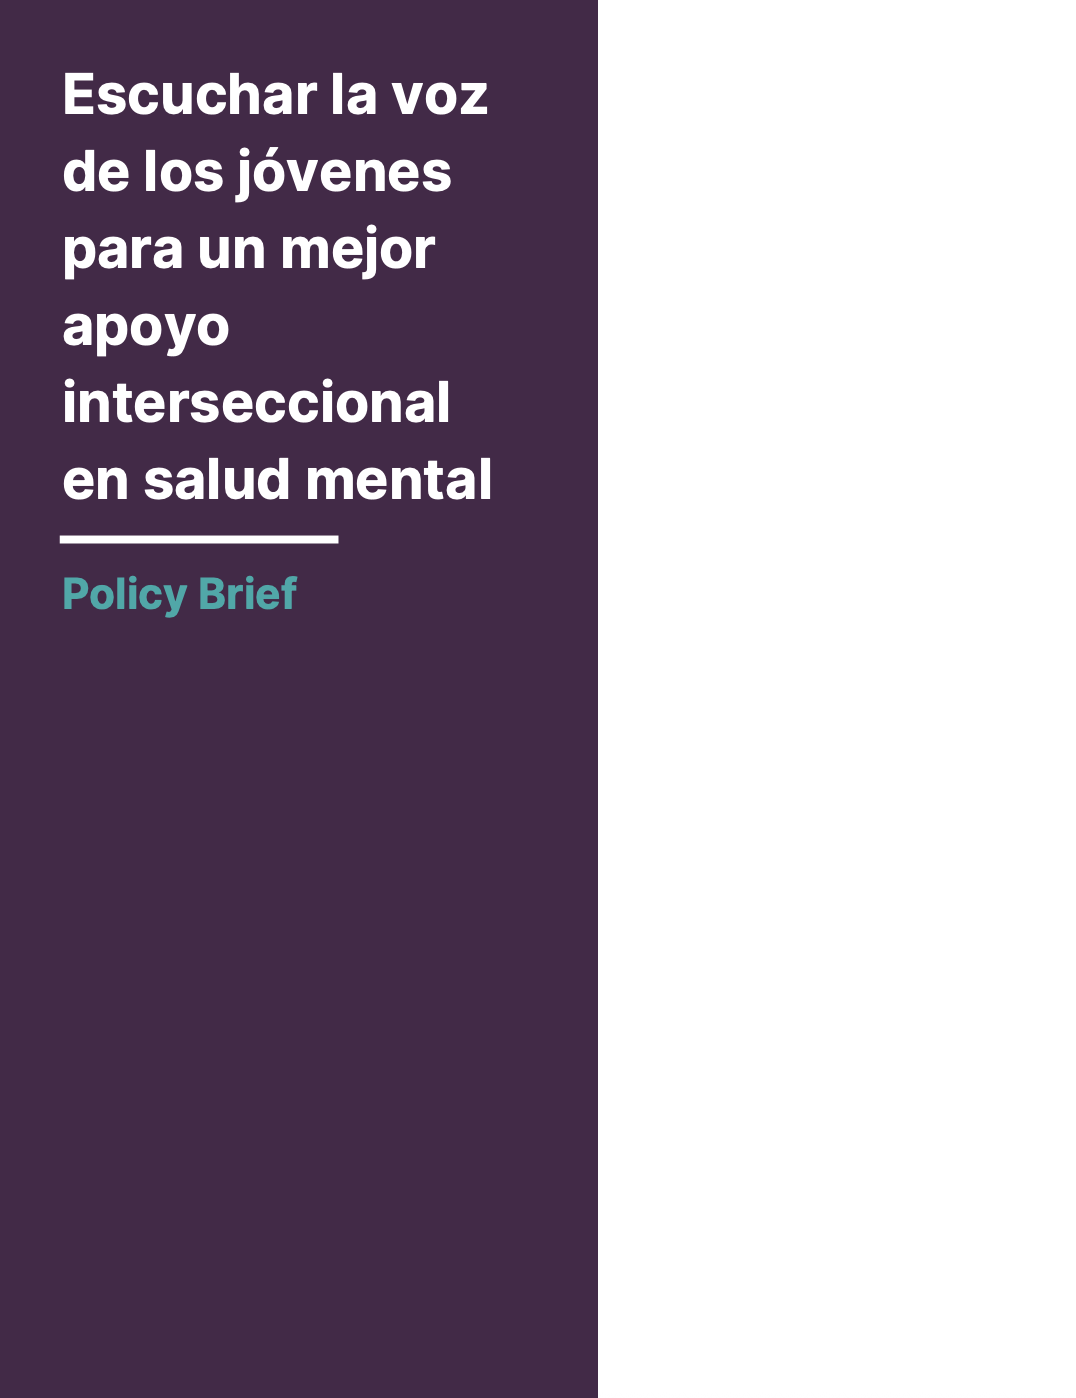 Escuchar la voz
de los jóvenes
para un mejor
apoyo
interseccional
en salud mental
Policy Brief